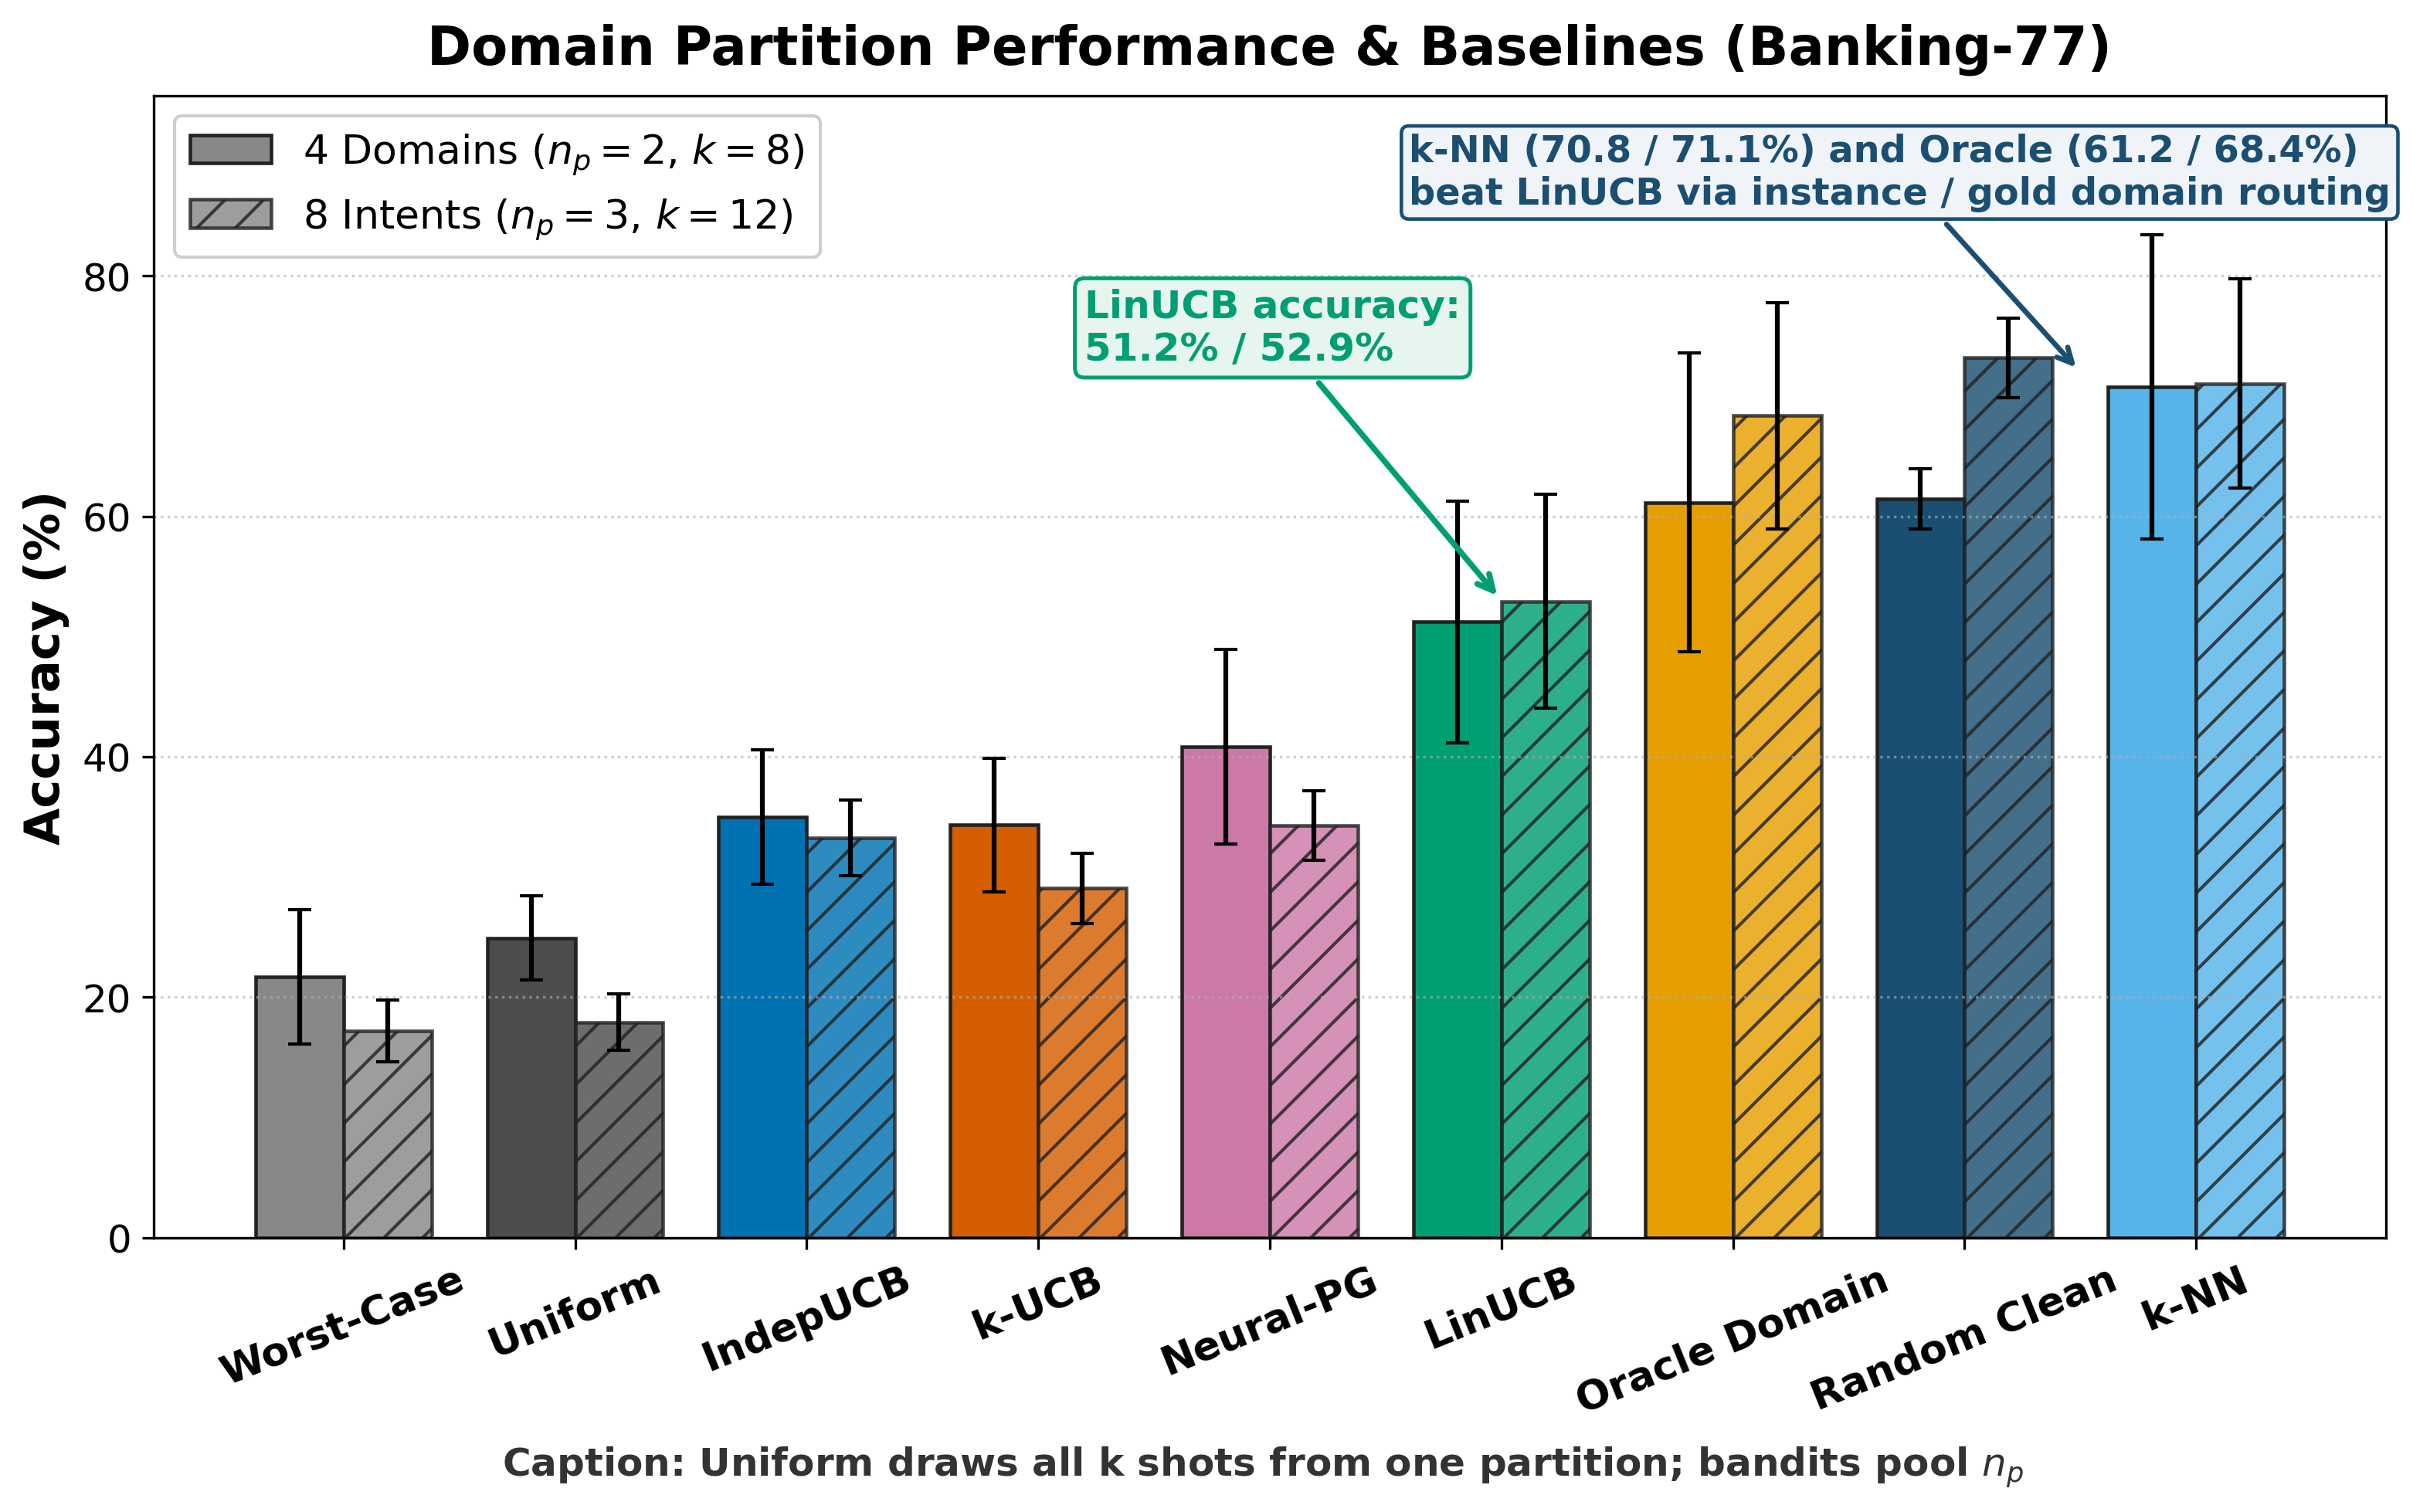 Domain Partition Performance & Baselines (Banking-77)
4 Domains (n_p = 2, k = 8)
8 Intents (n_p = 3, k = 12)
k-NN (70.8 / 71.1%) and Oracle (61.2 / 68.4%)
beat LinUCB via instance / gold domain routing
LinUCB accuracy:
51.2% / 52.9%
Accuracy (%)
80
60
40
20
0
Worst-Case
Uniform
IndepUCB
k-UCB
Neural-PG
LinUCB
Oracle Domain
Random Clean
k-NN
Caption: Uniform draws all k shots from one partition; bandits pool n_p